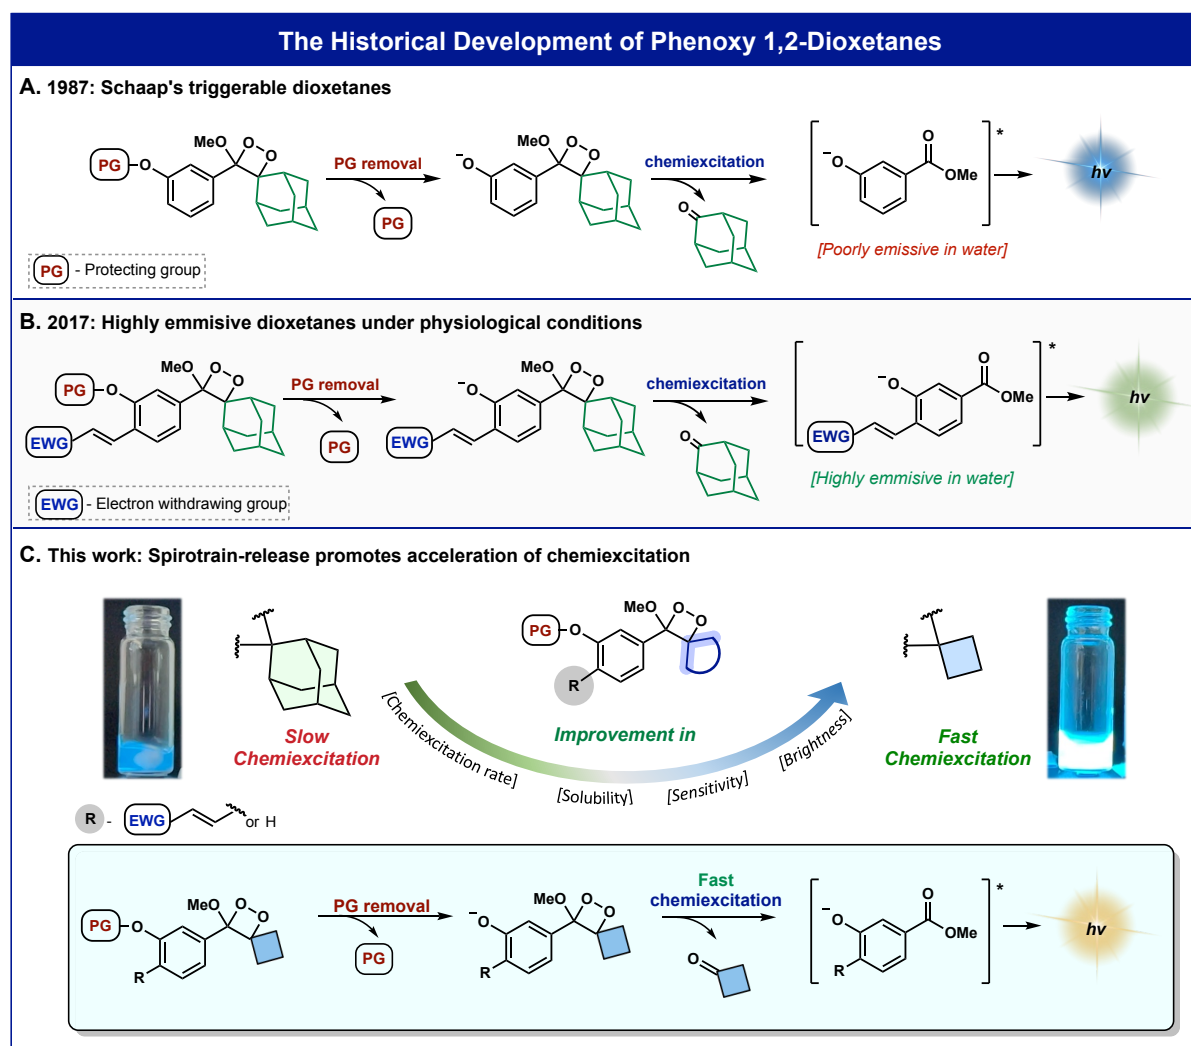 The Historical Development of Phenoxy 1,2-Dioxetanes
A. 1987: Schaap's triggerable dioxetanes
PG O MeO O O
PG removal
PG
⁻O MeO O O
chemiexcitation
O
⁻O O OMe *
hv
[Poorly emissive in water]
PG - Protecting group
B. 2017: Highly emmisive dioxetanes under physiological conditions
PG O MeO O O
EWG
PG removal
PG
⁻O MeO O O
EWG
chemiexcitation
O
⁻O O OMe *
EWG
hv
[Highly emmisive in water]
EWG - Electron withdrawing group
C. This work: Spirotrain-release promotes acceleration of chemiexcitation
Slow
Chemiexcitation
PG O MeO O O
R
Improvement in
[Chemiexcitation rate]
[Solubility]
[Sensitivity]
[Brightness]
Fast
Chemiexcitation
R - EWG or H
PG O MeO O O
R
PG removal
PG
⁻O MeO O O
R
Fast
chemiexcitation
O
⁻O O OMe *
R
hv